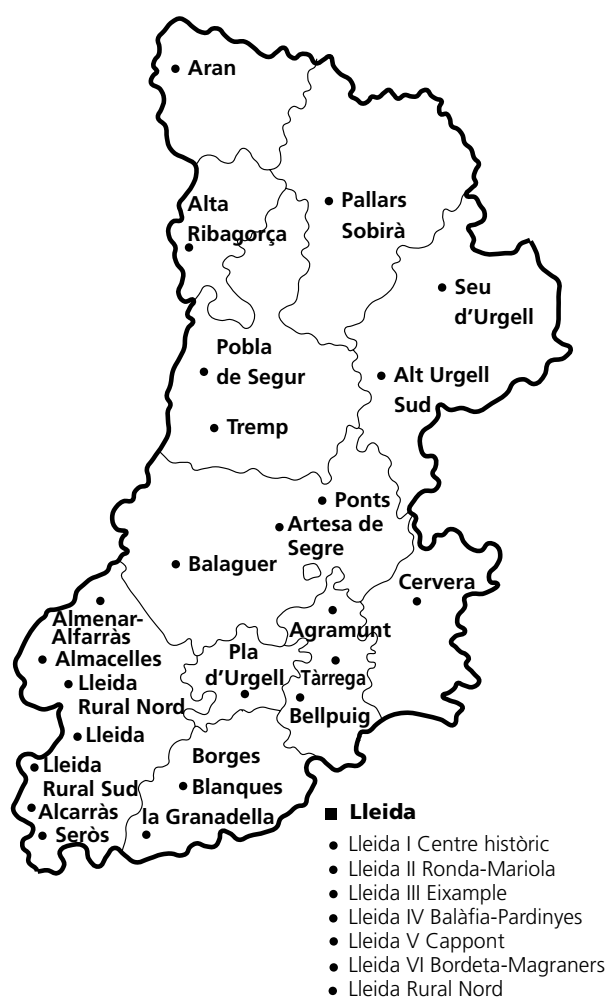 Aran
Alta
Ribagorça
Pallars
Sobirà
Seu
d'Urgell
Pobla
de Segur
Alt Urgell
Sud
Tremp
Ponts
Artesa de
Segre
Balaguer
Cervera
Almenar-
Alfarràs
Agramunt
Almacelles
Pla
d'Urgell
Tàrrega
Lleida
Rural Nord
Bellpuig
Lleida
Borges
Blanques
Lleida
Rural Sud
Alcarràs
la Granadella
Seròs
■ Lleida
• Lleida I Centre històric
• Lleida II Ronda-Mariola
• Lleida III Eixample
• Lleida IV Balàfia-Pardinyes
• Lleida V Cappont
• Lleida VI Bordeta-Magraners
• Lleida Rural Nord